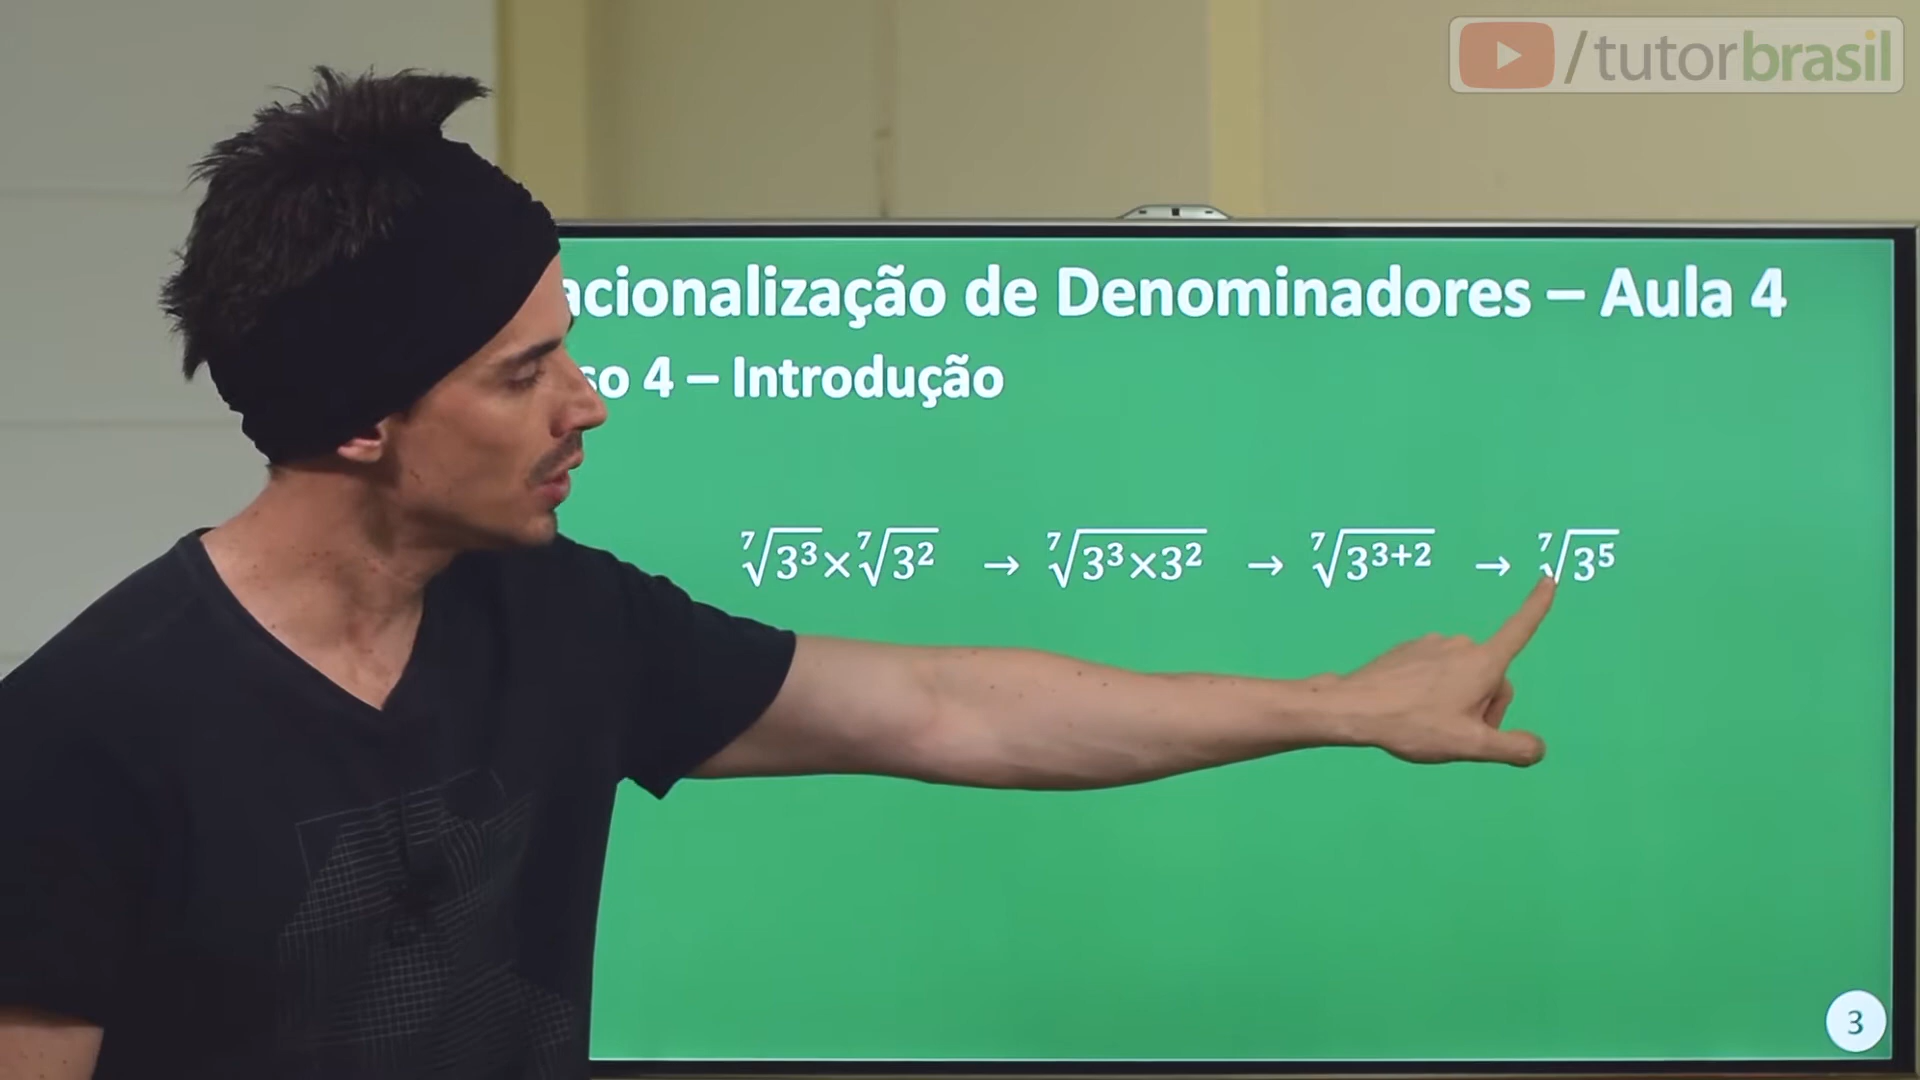 /tutorbrasil
acionalização de Denominadores – Aula 4
so 4 – Introdução
⁷√3³×⁷√3² → ⁷√3³×3² → ⁷√3³⁺² → ⁷√3⁵
3